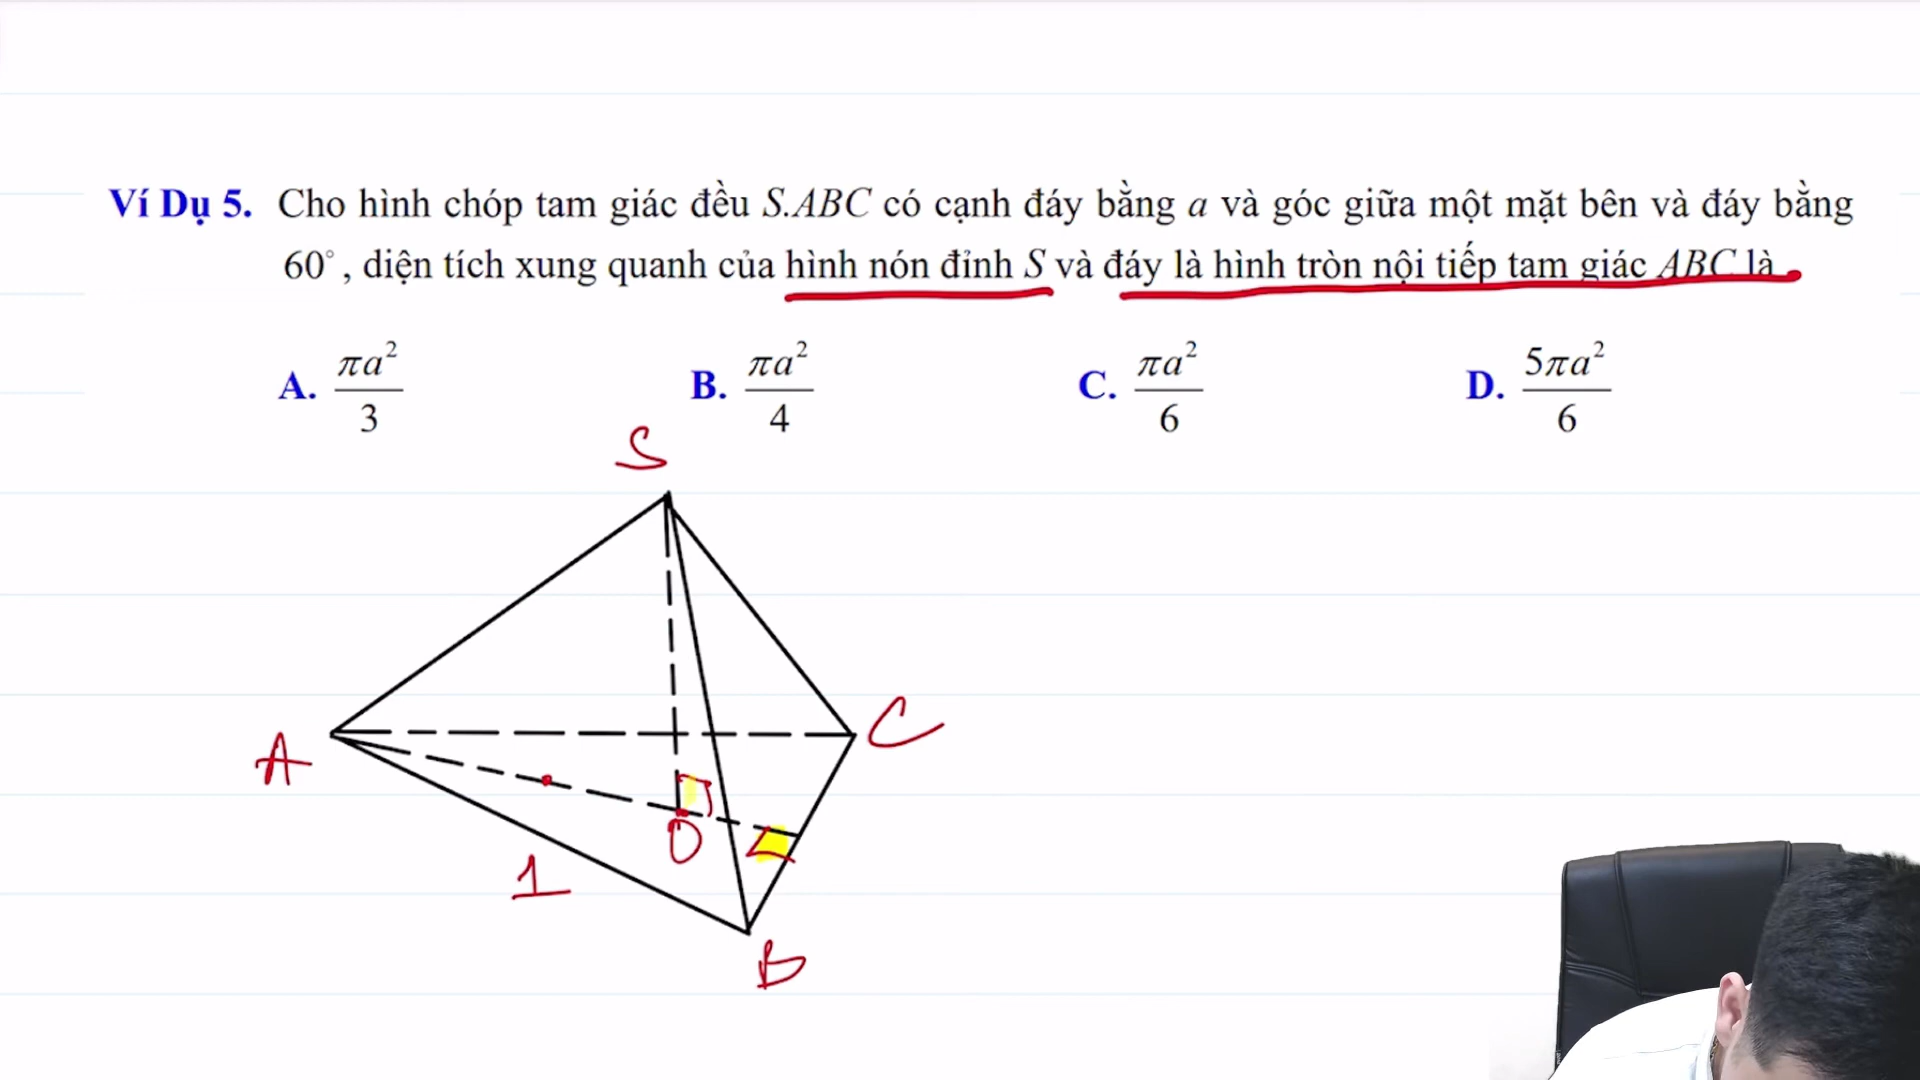 Ví Dụ 5. Cho hình chóp tam giác đều S.ABC có cạnh đáy bằng a và góc giữa một mặt bên và đáy bằng
60°, diện tích xung quanh của hình nón đỉnh S và đáy là hình tròn nội tiếp tam giác ABC là
A. πa²/3 B. πa²/4 C. πa²/6 D. 5πa²/6
S
A
C
O
1
B